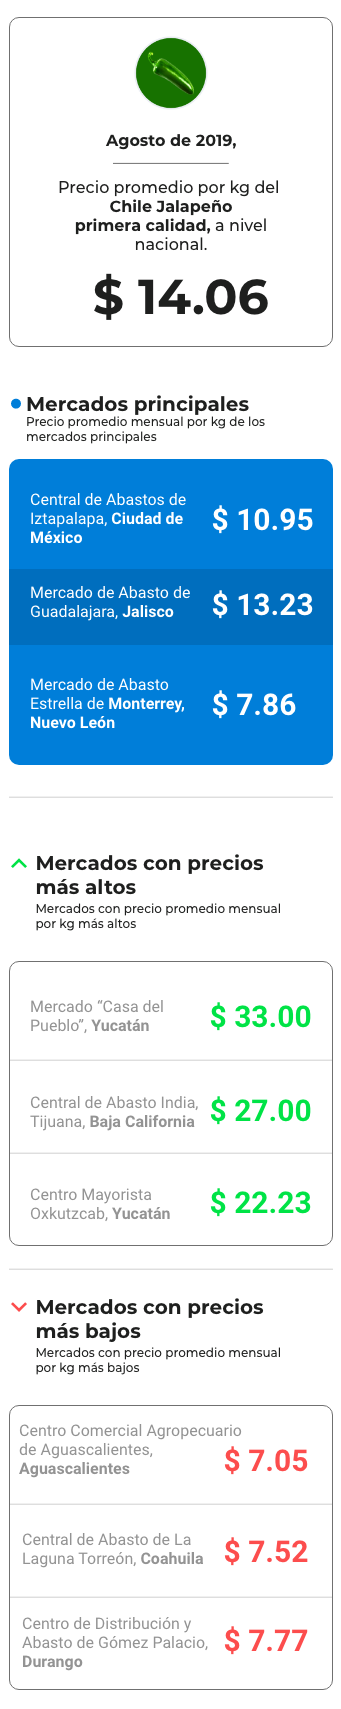 Agosto de 2019,
Precio promedio por kg del
Chile Jalapeño
primera calidad, a nivel
nacional.
$ 14.06
Mercados principales
Precio promedio mensual por kg de los
mercados principales
Central de Abastos de
Iztapalapa, Ciudad de
México
$ 10.95
Mercado de Abasto de
Guadalajara, Jalisco
$ 13.23
Mercado de Abasto
Estrella de Monterrey,
Nuevo León
$ 7.86
Mercados con precios
más altos
Mercados con precio promedio mensual
por kg más altos
Mercado “Casa del
Pueblo”, Yucatán
$ 33.00
Central de Abasto India,
Tijuana, Baja California
$ 27.00
Centro Mayorista
Oxkutzcab, Yucatán
$ 22.23
Mercados con precios
más bajos
Mercados con precio promedio mensual
por kg más bajos
Centro Comercial Agropecuario
de Aguascalientes,
Aguascalientes
$ 7.05
Central de Abasto de La
Laguna Torreón, Coahuila
$ 7.52
Centro de Distribución y
Abasto de Gómez Palacio,
Durango
$ 7.77